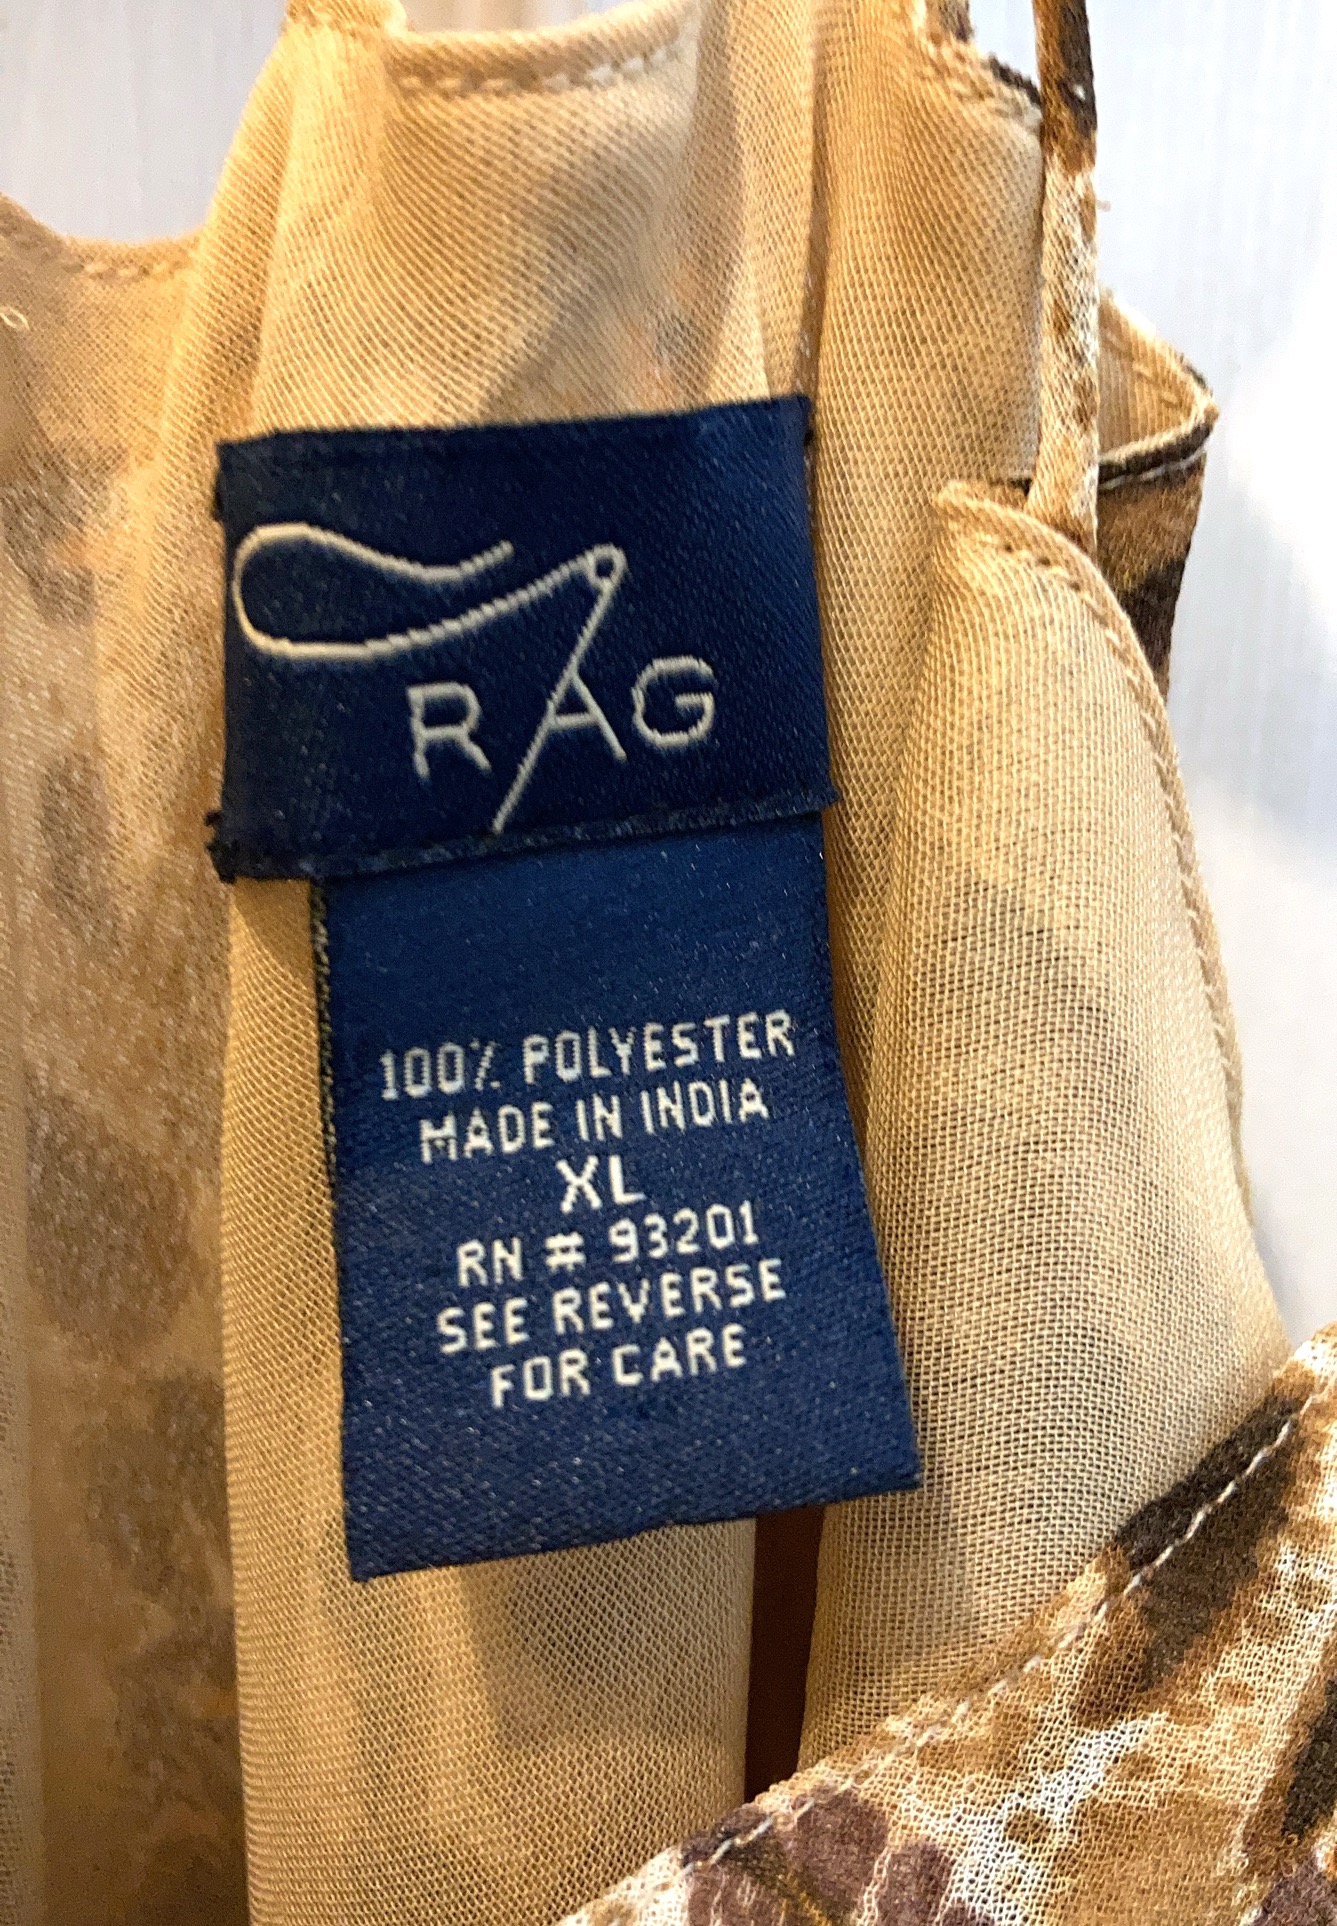 RAG
100% POLYESTER
MADE IN INDIA
XL
RN # 93201
SEE REVERSE
FOR CARE